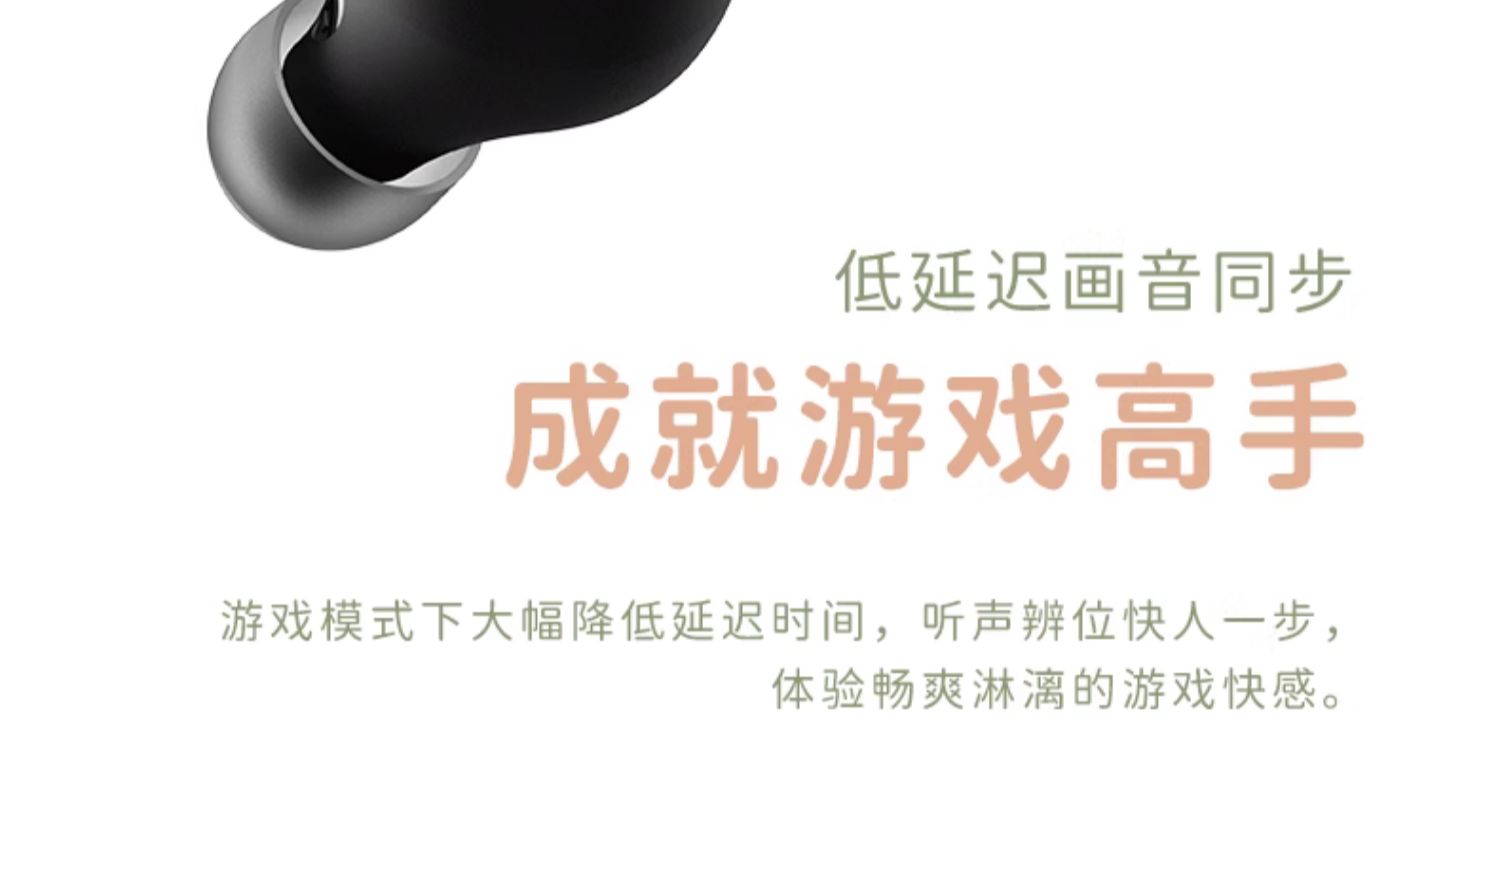 低延迟画音同步
成就游戏高手
游戏模式下大幅降低延迟时间，听声辨位快人一步，
体验畅爽淋漓的游戏快感。